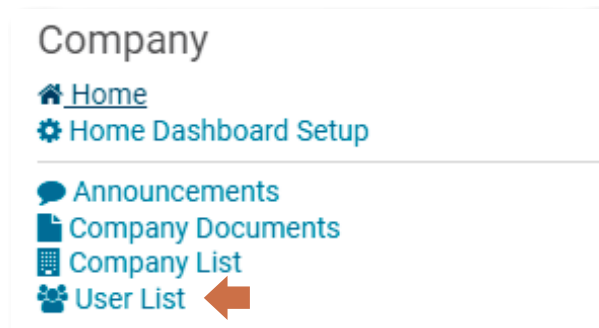 Company
Home
Home Dashboard Setup
Announcements
Company Documents
Company List
User List